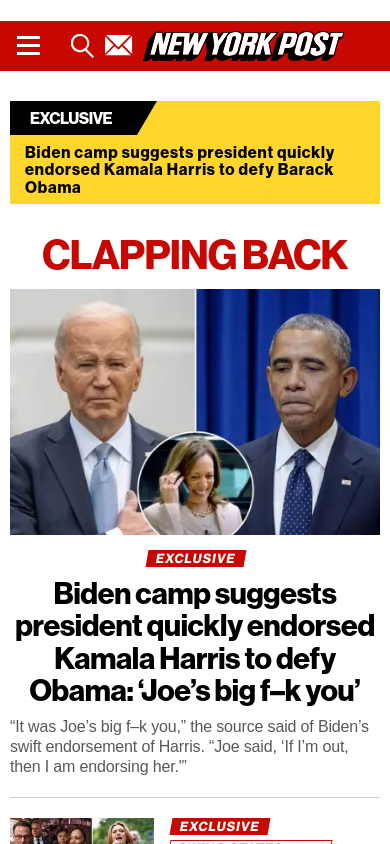 NEW YORK POST
EXCLUSIVE
Biden camp suggests president quickly
endorsed Kamala Harris to defy Barack
Obama
CLAPPING BACK
EXCLUSIVE
Biden camp suggests
president quickly endorsed
Kamala Harris to defy
Obama: ‘Joe’s big f–k you’
“It was Joe’s big f–k you,” the source said of Biden’s
swift endorsement of Harris. “Joe said, ‘If I’m out,
then I am endorsing her.'”
EXCLUSIVE